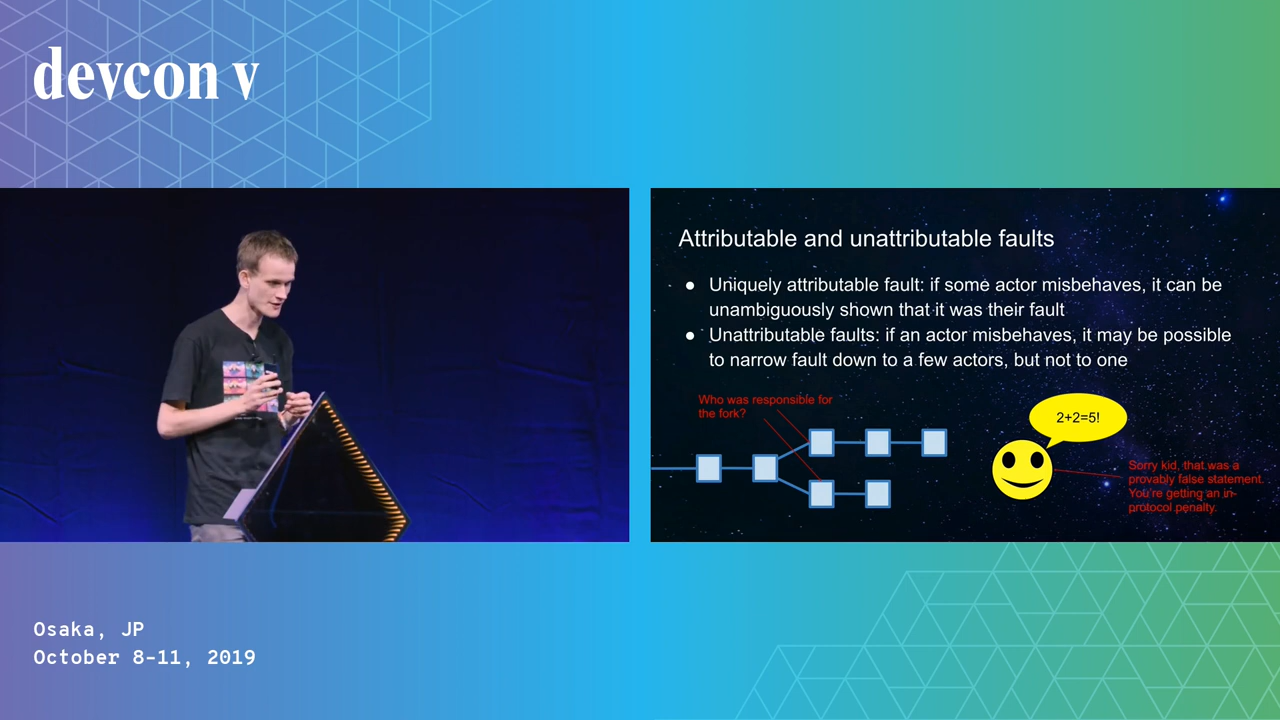 devcon v
Attributable and unattributable faults
● Uniquely attributable fault: if some actor misbehaves, it can be
unambiguously shown that it was their fault
● Unattributable faults: if an actor misbehaves, it may be possible
to narrow fault down to a few actors, but not to one
Who was responsible for
the fork?
2+2=5!
Sorry kid, that was a
provably false statement.
You're getting an in-
protocol penalty.
Osaka, JP
October 8-11, 2019